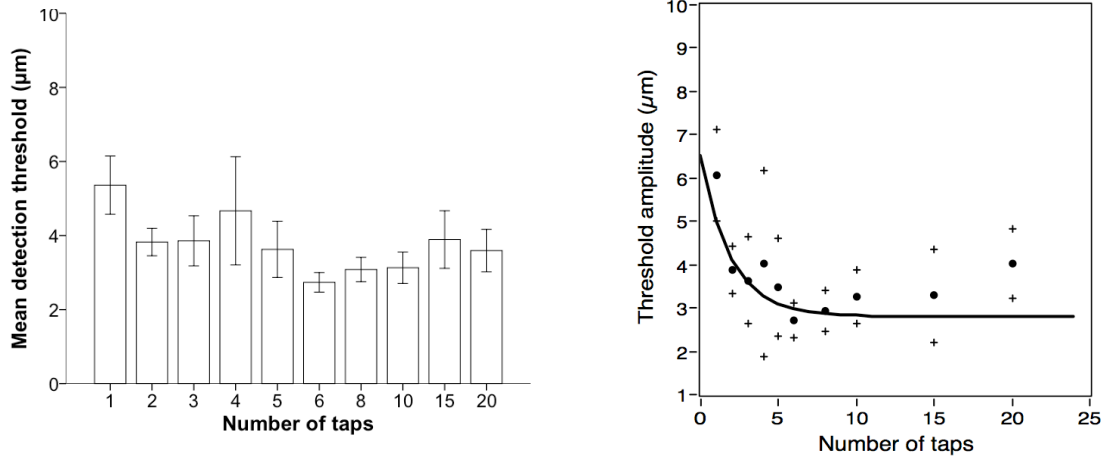 10
8
6
4
2
0
Mean detection threshold (µm)
1 2 3 4 5 6 8 10 15 20
Number of taps
10
9
8
7
6
5
4
3
2
1
Threshold amplitude (µm)
0 5 10 15 20 25
Number of taps